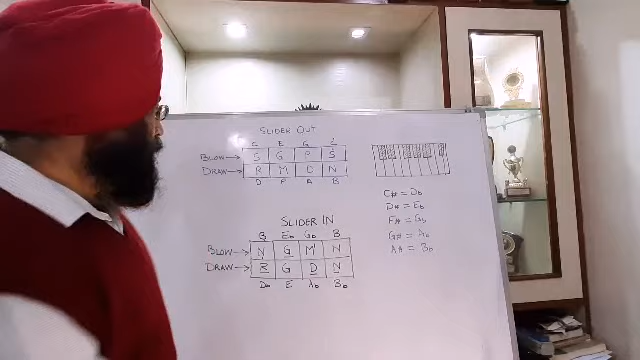 SLIDER OUT
C E G C
BLOW → S G P S
DRAW → R M D N
D F A B
C# = Db
D# = Eb
F# = Gb
G# = Ab
A# = Bb
SLIDER IN
B Eb Gb B
BLOW → N G M' N
DRAW → R G D N
Db E Ab Bb